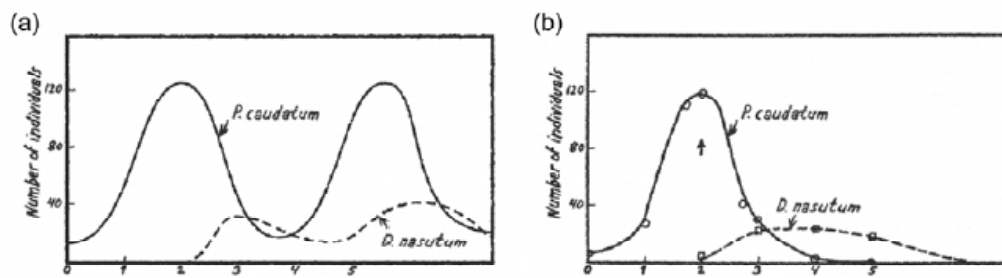 (a)
Number of individuals
120
80
40
P. caudatum
D. nasutum
0 1 2 3 4 5
(b)
Number of individuals
120
80
40
P. caudatum
D. nasutum
0 1 2 3 4 5